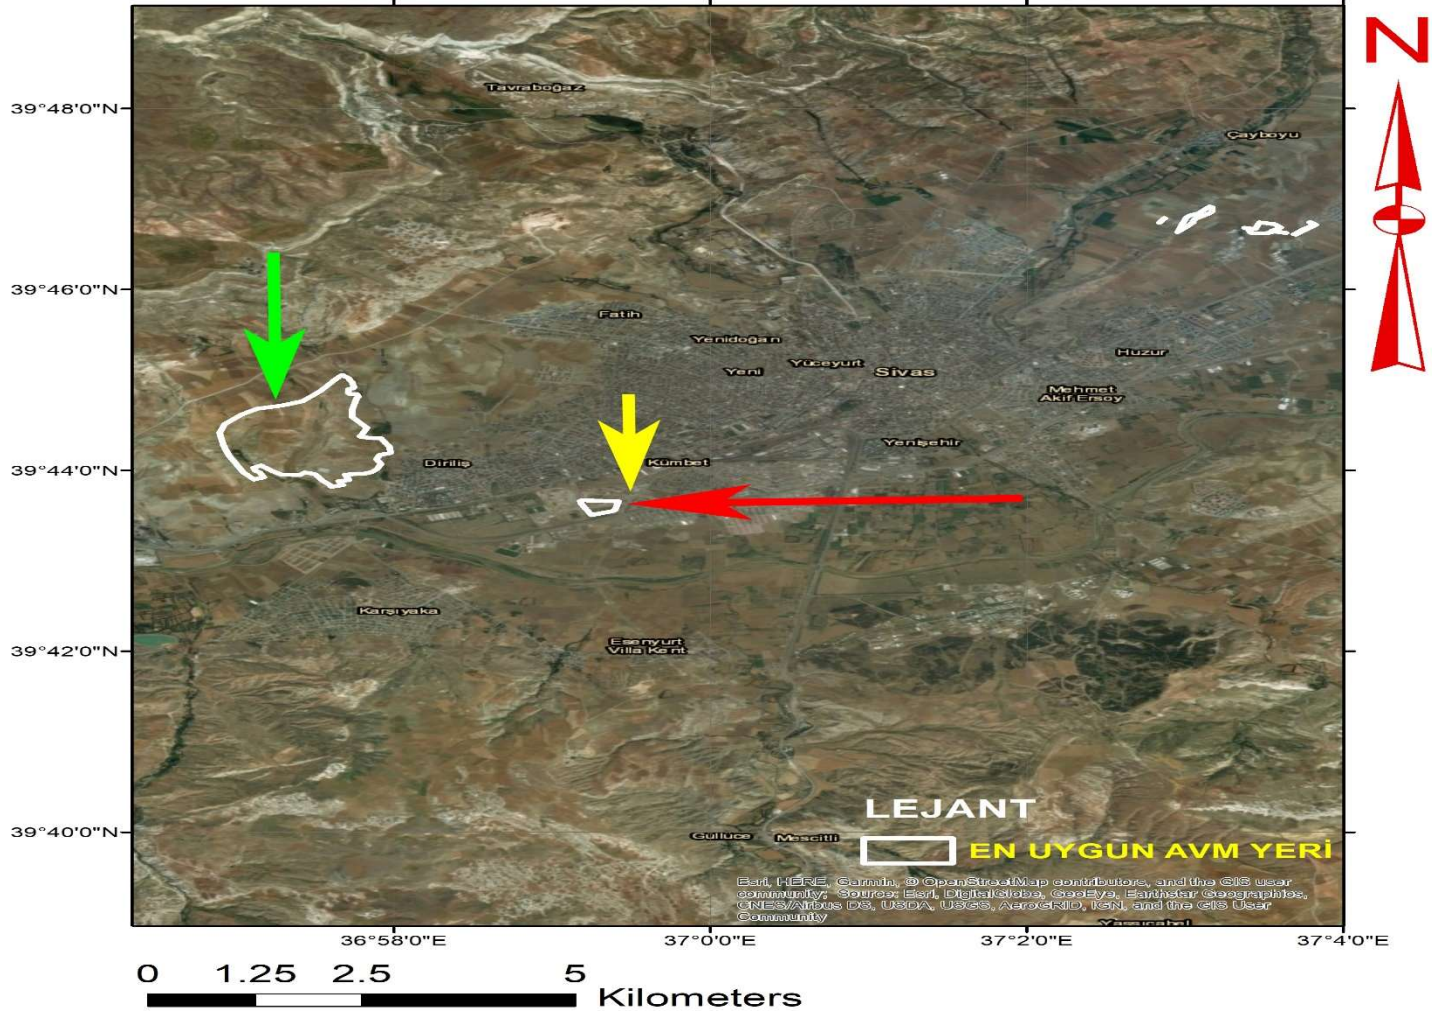 N
Tavraboğaz
39°48'0"N
Çayboyu
39°46'0"N
Fatih
Yenidoğan
Huzur
Yüceyurt
Yeni
Sivas
Mehmet
Akif Ersoy
Yenişehir
39°44'0"N
Diriliş
Kümbet
Karşıyaka
Esenyurt
Villa Kent
39°42'0"N
LEJANT
39°40'0"N
Güllüce
Mescitli
EN UYGUN AVM YERİ
Esri, HERE, Garmin, © OpenStreetMap contributors, and the GIS user
community; Source: Esri, DigitalGlobe, GeoEye, Earthstar Geographics,
CNES/Airbus DS, USDA, USGS, AeroGRID, IGN, and the GIS User
Community
36°58'0"E
37°0'0"E
37°2'0"E
37°4'0"E
0 1.25 2.5 5
Kilometers